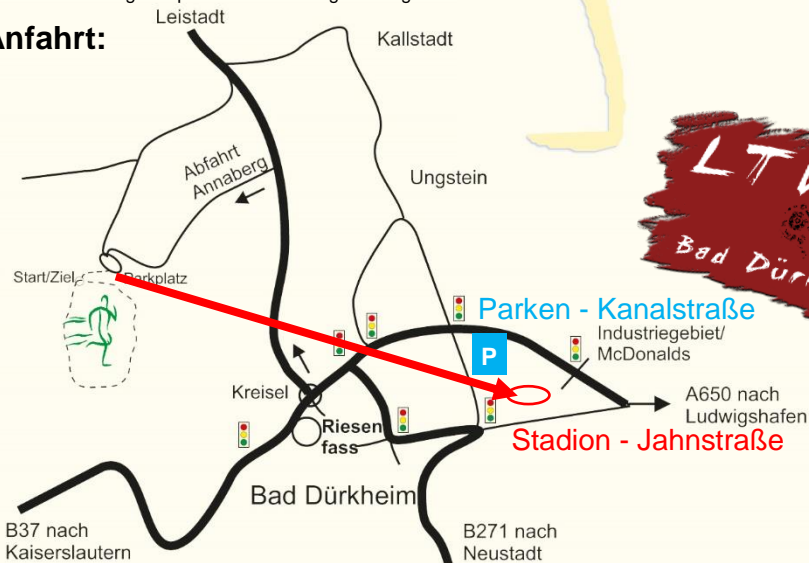 Leistadt
Anfahrt:
Kallstadt
Abfahrt
Annaberg
Ungstein
LTV
Bad Dür
Start/Ziel
Parkplatz
Parken - Kanalstraße
P
Industriegebiet/
McDonalds
Kreisel
A650 nach
Ludwigshafen
Riesen
fass
Stadion - Jahnstraße
Bad Dürkheim
B37 nach
Kaiserslautern
B271 nach
Neustadt